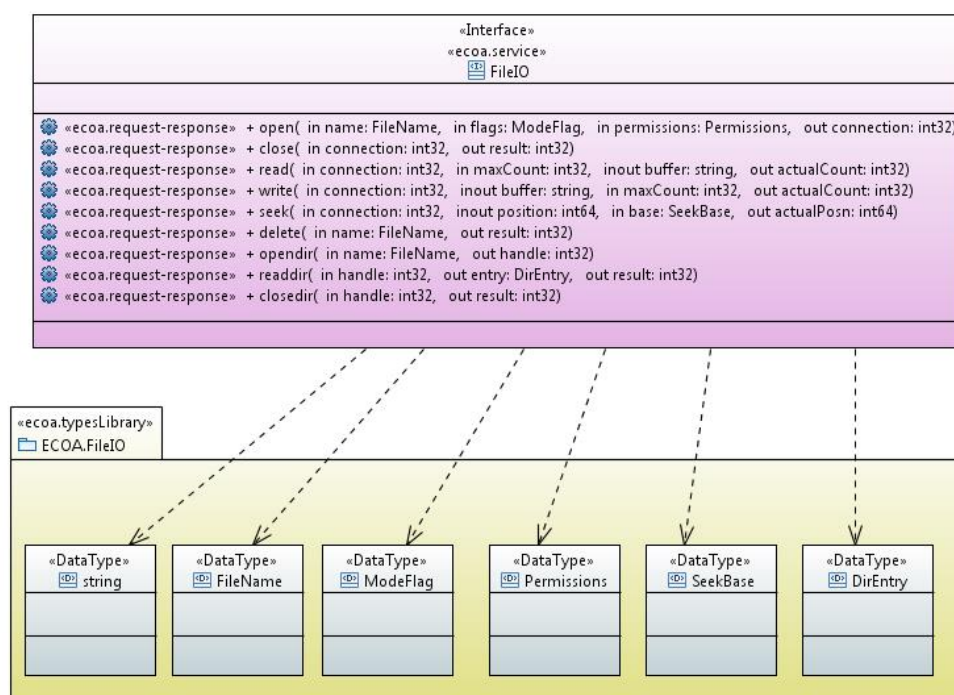 «Interface»
«ecoa.service»
FileIO
«ecoa.request-response» + open( in name: FileName, in flags: ModeFlag, in permissions: Permissions, out connection: int32)
«ecoa.request-response» + close( in connection: int32, out result: int32)
«ecoa.request-response» + read( in connection: int32, in maxCount: int32, inout buffer: string, out actualCount: int32)
«ecoa.request-response» + write( in connection: int32, inout buffer: string, in maxCount: int32, out actualCount: int32)
«ecoa.request-response» + seek( in connection: int32, inout position: int64, in base: SeekBase, out actualPosn: int64)
«ecoa.request-response» + delete( in name: FileName, out result: int32)
«ecoa.request-response» + opendir( in name: FileName, out handle: int32)
«ecoa.request-response» + readdir( in handle: int32, out entry: DirEntry, out result: int32)
«ecoa.request-response» + closedir( in handle: int32, out result: int32)
«ecoa.typesLibrary»
ECOA.FileIO
«DataType» «DataType» «DataType» «DataType» «DataType» «DataType»
string FileName ModeFlag Permissions SeekBase DirEntry